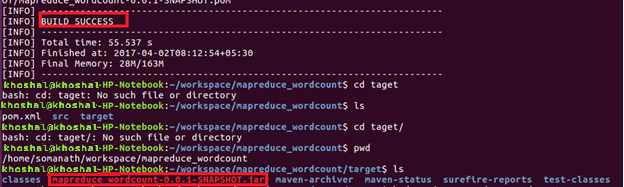 of/mapreduce_wordcount-0.0.1-SNAPSHOT.pom
[INFO] ------------------------------------------------------------------------
[INFO] BUILD SUCCESS
[INFO] ------------------------------------------------------------------------
[INFO] Total time: 55.537 s
[INFO] Finished at: 2017-04-02T08:12:54+05:30
[INFO] Final Memory: 28M/163M
[INFO] ------------------------------------------------------------------------
khoshal@khoshal-HP-Notebook:~/workspace/mapreduce_wordcount$ cd taget
bash: cd: taget: No such file or directory
khoshal@khoshal-HP-Notebook:~/workspace/mapreduce_wordcount$ ls
pom.xml src target
khoshal@khoshal-HP-Notebook:~/workspace/mapreduce_wordcount$ cd taget/
bash: cd: taget/: No such file or directory
khoshal@khoshal-HP-Notebook:~/workspace/mapreduce_wordcount$ pwd
/home/somanath/workspace/mapreduce_wordcount
khoshal@khoshal-HP-Notebook:~/workspace/mapreduce_wordcount/target$ ls
classes mapreduce_wordcount-0.0.1-SNAPSHOT.jar maven-archiver maven-status surefire-reports test-classes